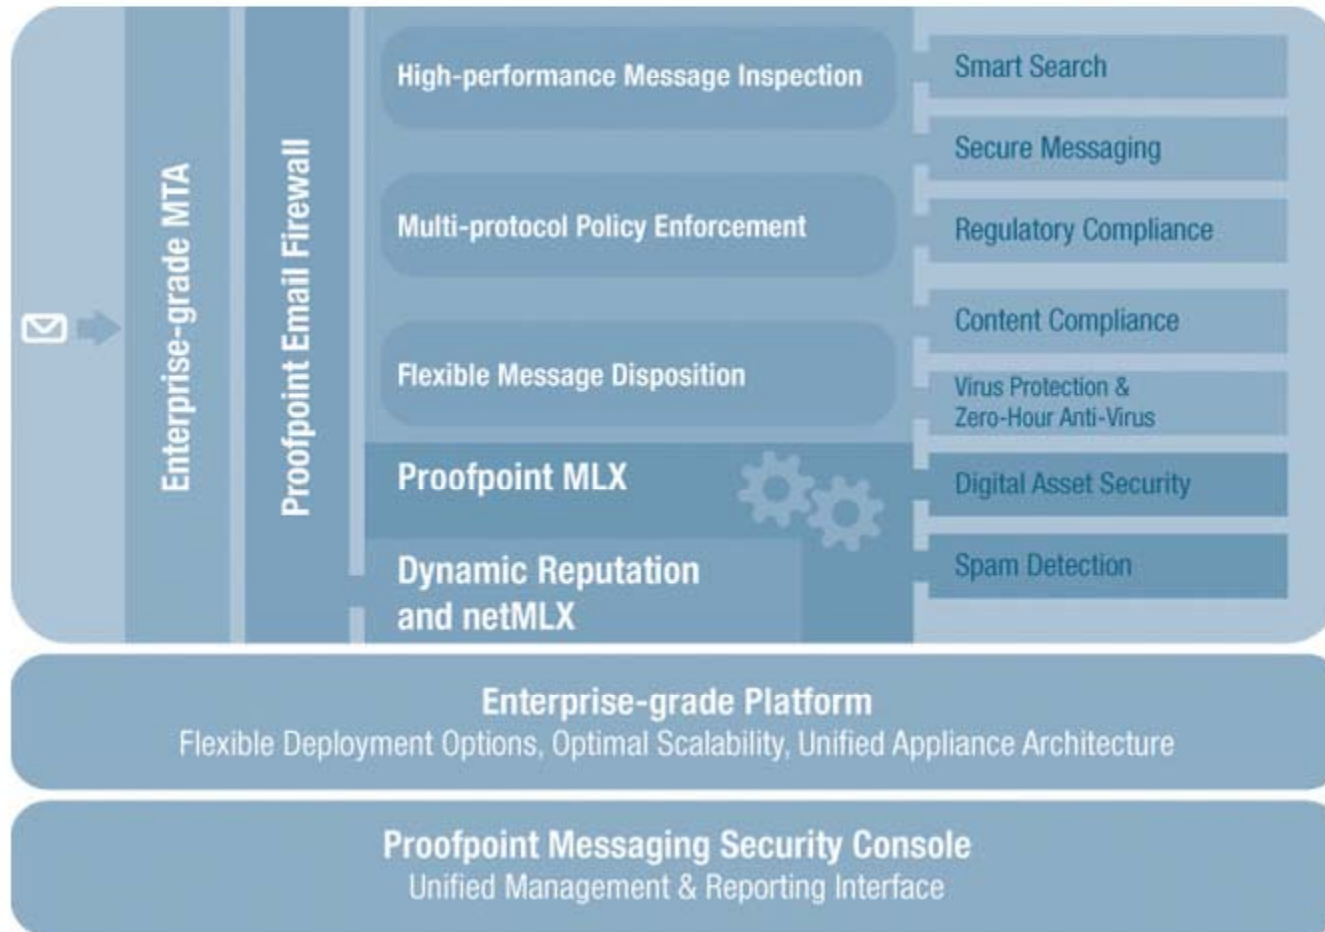 Enterprise-grade MTA
Proofpoint Email Firewall
High-performance Message Inspection
Multi-protocol Policy Enforcement
Flexible Message Disposition
Proofpoint MLX
Dynamic Reputation
and netMLX
Smart Search
Secure Messaging
Regulatory Compliance
Content Compliance
Virus Protection &
Zero-Hour Anti-Virus
Digital Asset Security
Spam Detection
Enterprise-grade Platform
Flexible Deployment Options, Optimal Scalability, Unified Appliance Architecture
Proofpoint Messaging Security Console
Unified Management & Reporting Interface